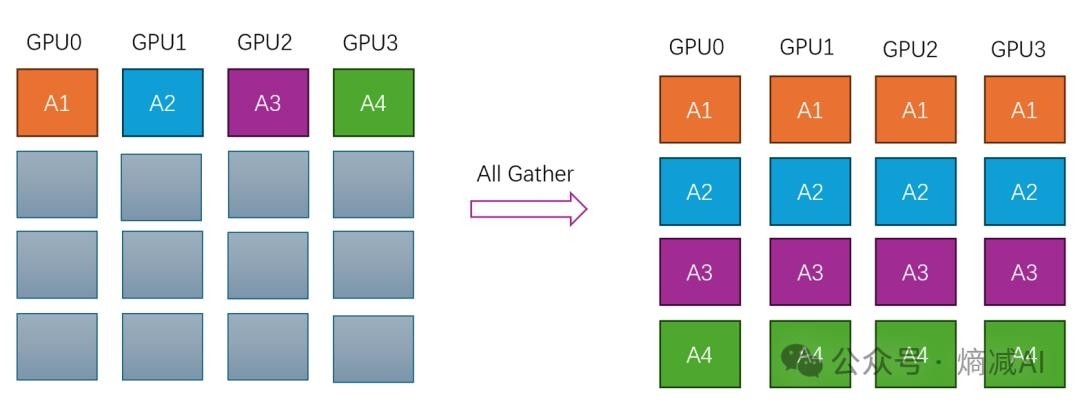 GPU0 GPU1 GPU2 GPU3
A1 A2 A3 A4
All Gather
GPU0 GPU1 GPU2 GPU3
A1 A1 A1 A1
A2 A2 A2 A2
A3 A3 A3 A3
A4 A4 A4 A4
公众号 · 熵减AI